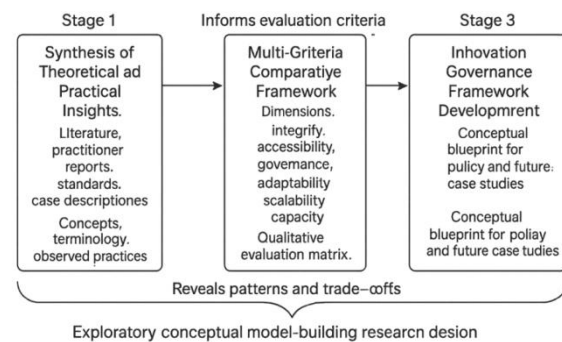 Stage 1
Synthesis of
Theoretical ad
Practical
Insights.
LIterature,
practitioner
reports.
standards.
case descriptiones
Concepts,
terminology.
observed practices
Informs evaluation criteria
Multi-Griteria
Comparatiye
Framework
Dimensions.
integrify.
accessibility,
governance,
adaptability
scalability
capacity
Qualitative
evaluation matrix.
Stage 3
Inhovation
Governance
Framework
Developmrent
Conceptual
blueprint for
pulicy and future:
case studies
Conceptual
blueprint for poliay
and future case tudies
Reveals patterns and trade–ꝏffs
Exploratory conceptual model-building researcn desion